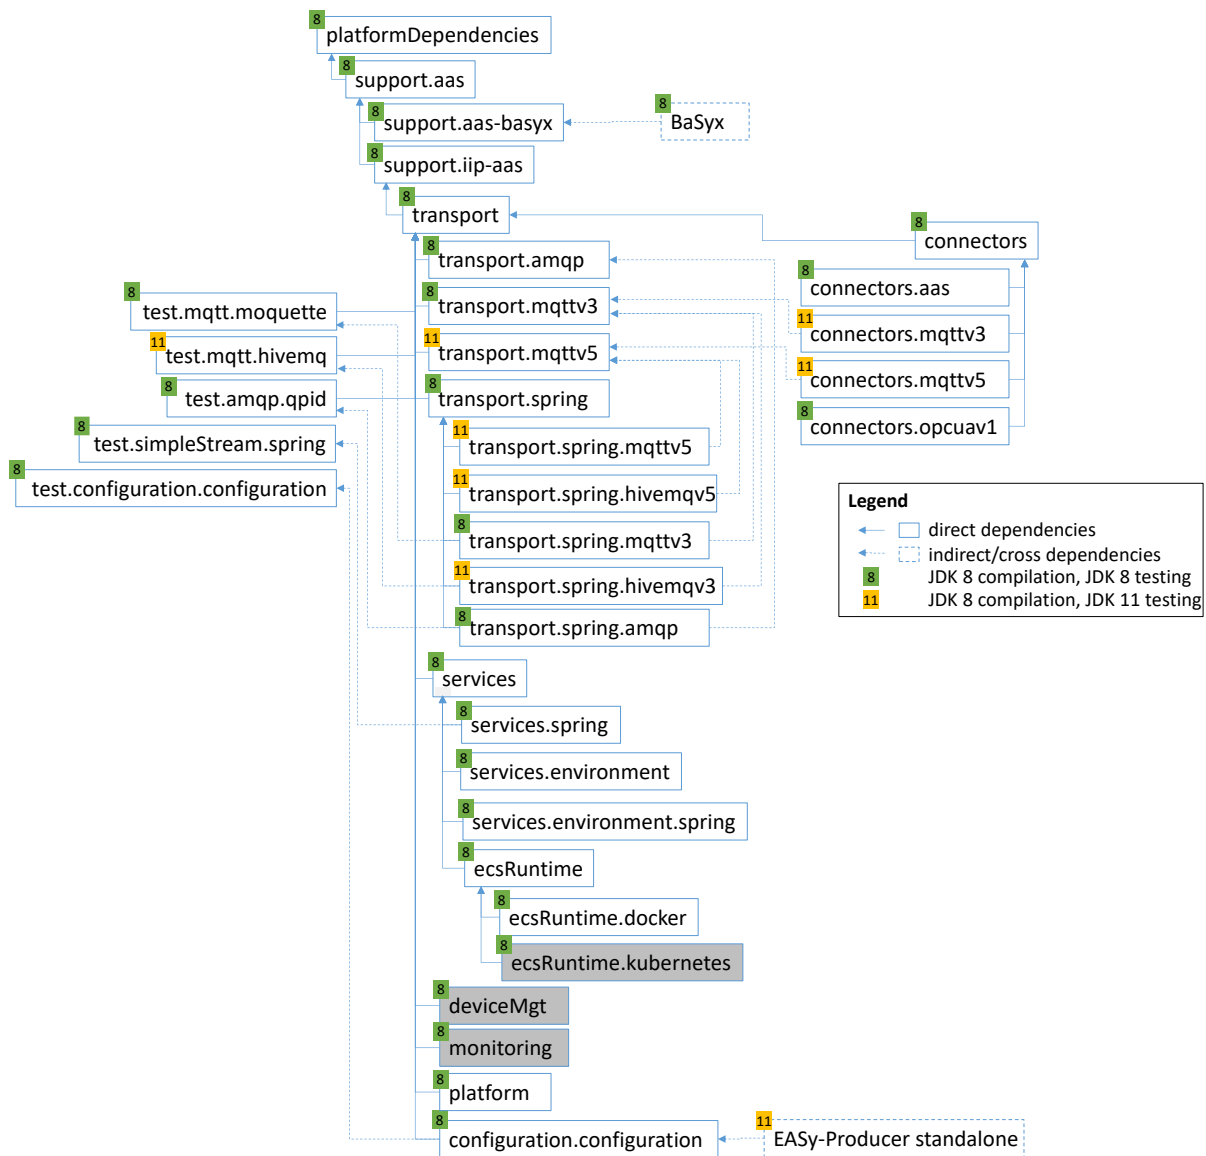 8
platformDependencies
8
support.aas
8
support.aas-basyx
8
BaSyx
8
support.iip-aas
8
transport
8
connectors
8
transport.amqp
8
connectors.aas
8
test.mqtt.moquette
8
transport.mqttv3
11
connectors.mqttv3
11
test.mqtt.hivemq
11
transport.mqttv5
11
connectors.mqttv5
8
test.amqp.qpid
8
transport.spring
8
connectors.opcuav1
8
test.simpleStream.spring
11
transport.spring.mqttv5
8
test.configuration.configuration
11
transport.spring.hivemqv5
8
transport.spring.mqttv3
11
transport.spring.hivemqv3
8
transport.spring.amqp
Legend
direct dependencies
indirect/cross dependencies
8 JDK 8 compilation, JDK 8 testing
11 JDK 8 compilation, JDK 11 testing
8
services
8
services.spring
8
services.environment
8
services.environment.spring
8
ecsRuntime
8
ecsRuntime.docker
8
ecsRuntime.kubernetes
8
deviceMgt
8
monitoring
8
platform
8
configuration.configuration
11
EASy-Producer standalone